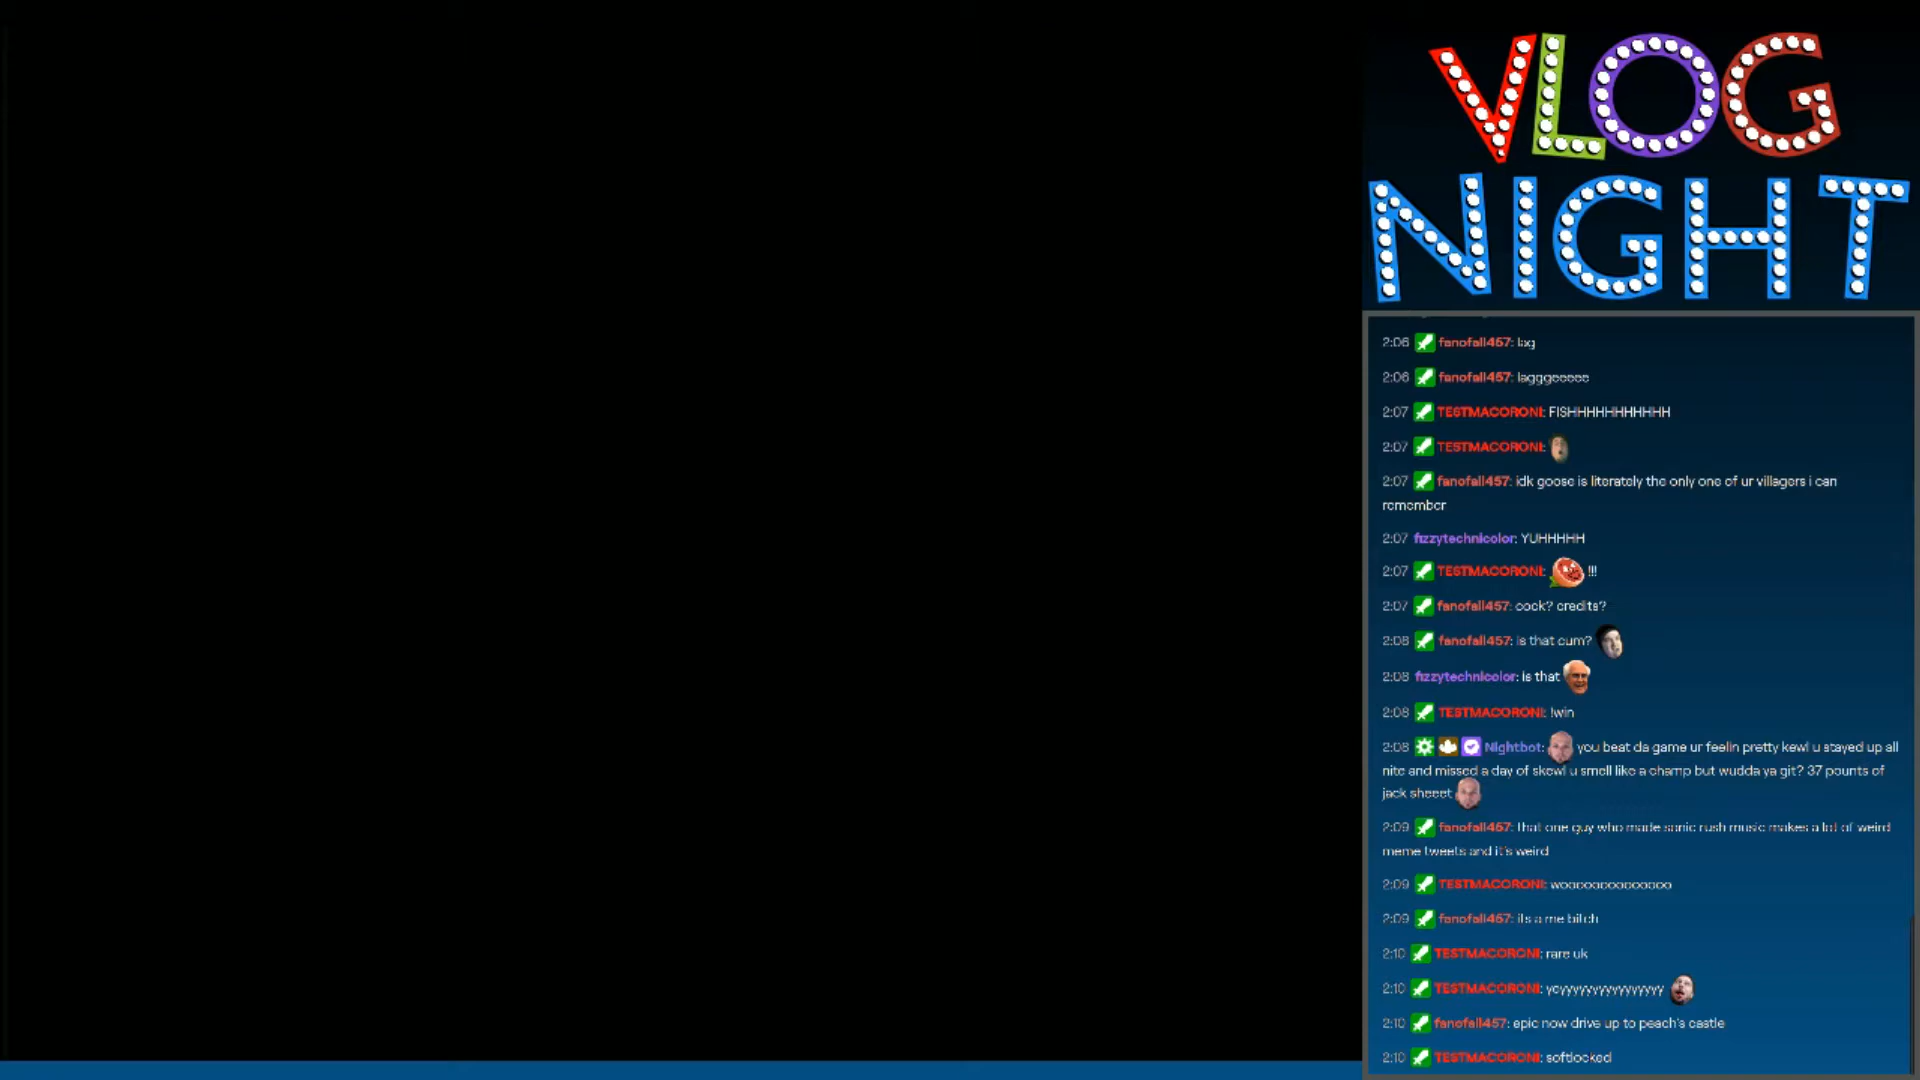 VLOG
NIGHT
2:06 fanofall457: lag
2:06 fanofall457: lagggeeeee
2:07 TESTMACORONI: FISHHHHHHHHHHH
2:07 TESTMACORONI:
2:07 fanofall457: idk goose is literately the only one of ur villagers i can
remember
2:07 fizzytechnicolor: YUHHHHH
2:07 TESTMACORONI: !!!
2:07 fanofall457: cock? credits?
2:08 fanofall457: is that cum?
2:08 fizzytechnicolor: is that
2:08 TESTMACORONI: !win
2:08 Nightbot: you beat da game ur feelin pretty kewl u stayed up all
nite and missed a day of skewl u smell like a champ but wudda ya git? 37 pounts of
jack sheeet
2:09 fanofall457: that one guy who made sonic rush music makes a lot of weird
meme tweets and it's weird
2:09 TESTMACORONI: woooooooooooooo
2:09 fanofall457: its a me bitch
2:10 TESTMACORONI: rare uk
2:10 TESTMACORONI:
2:10 fanofall457: epic now drive up to peach's castle
2:10 TESTMACORONI: softlocked